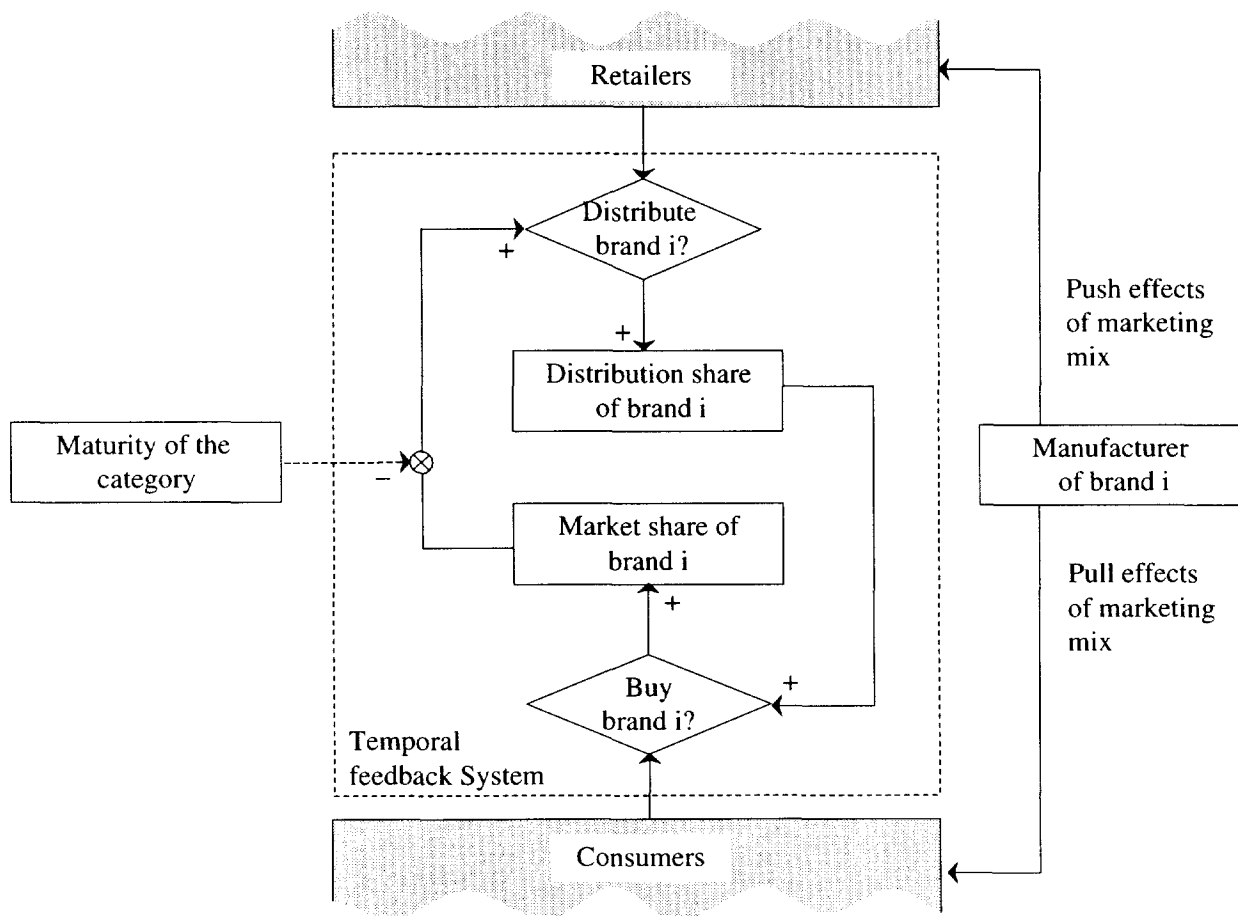 Retailers
Distribute
brand i?
+
+
Push effects
of marketing
mix
Distribution share
of brand i
Maturity of the
category
−
Manufacturer
of brand i
Market share of
brand i
Pull effects
of marketing
mix
+
+
Buy
brand i?
Temporal
feedback System
Consumers